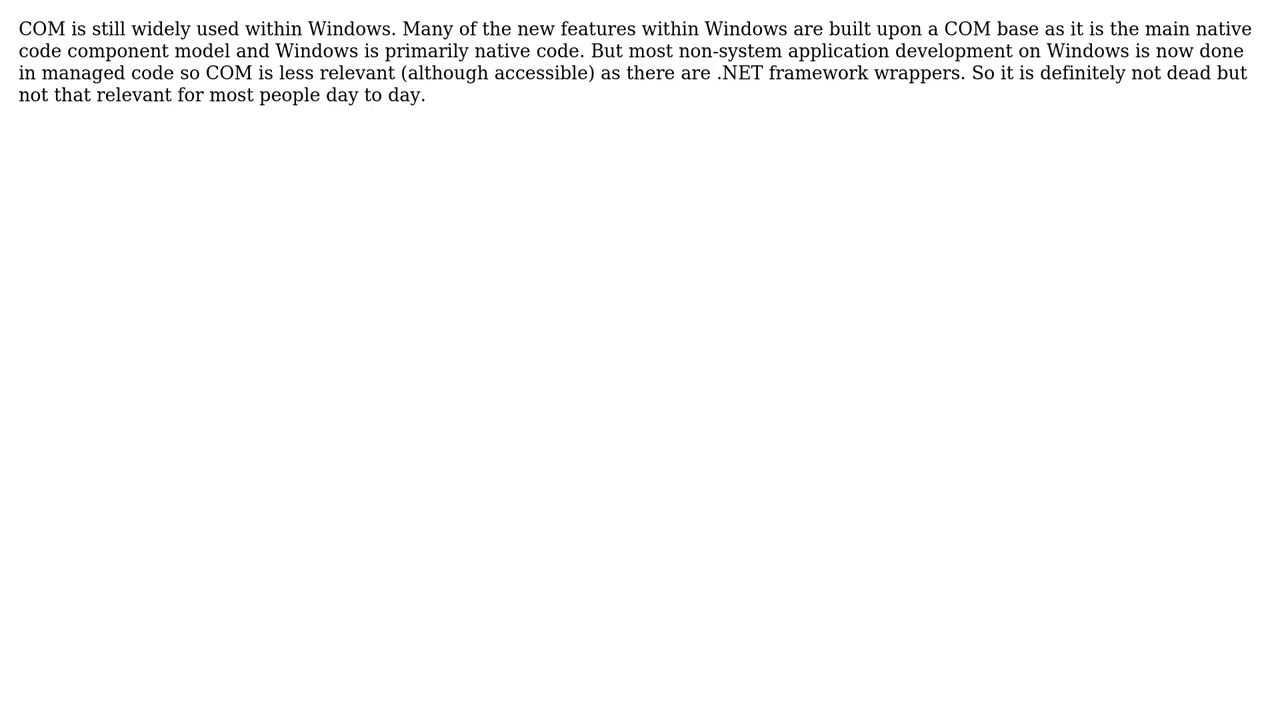 COM is still widely used within Windows. Many of the new features within Windows are built upon a COM base as it is the main native
code component model and Windows is primarily native code. But most non-system application development on Windows is now done
in managed code so COM is less relevant (although accessible) as there are .NET framework wrappers. So it is definitely not dead but
not that relevant for most people day to day.